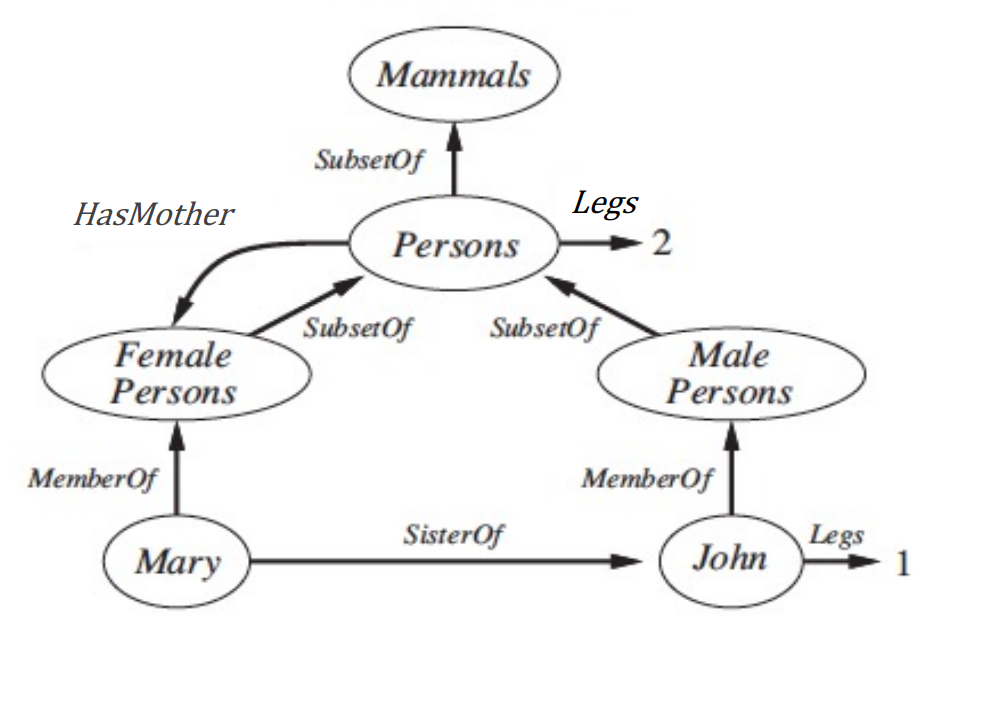 Mammals
SubsetOf
HasMother
Legs
Persons
2
SubsetOf
SubsetOf
Female
Persons
Male
Persons
MemberOf
MemberOf
SisterOf
Legs
Mary
John
1